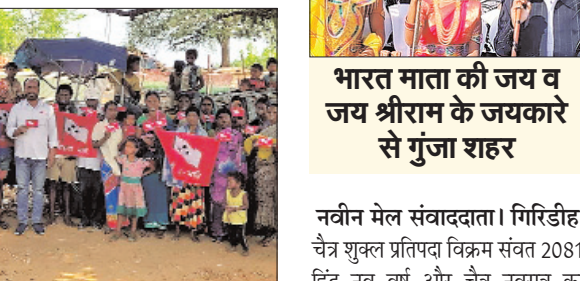 भारत माता की जय व
जय श्रीराम के जयकारे
से गुंजा शहर
नवीन मेल संवाददाता। गिरिडीह
चैत्र शुक्ल प्रतिपदा विक्रम संवत 2081